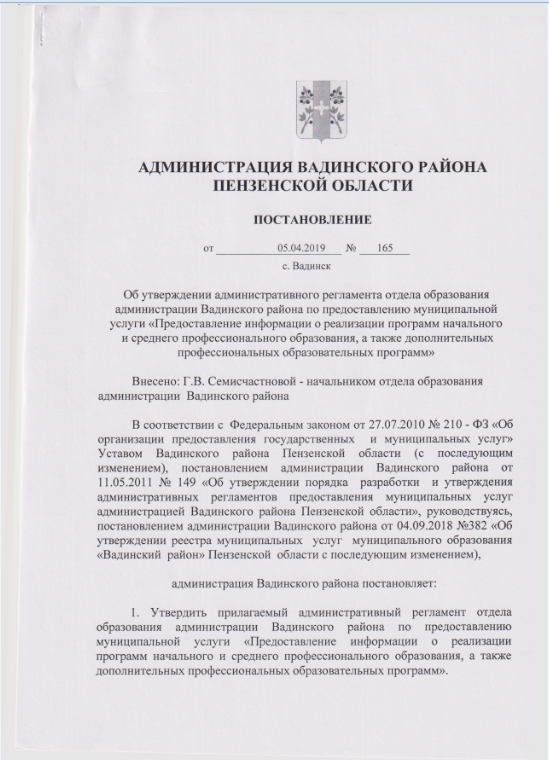 АДМИНИСТРАЦИЯ ВАДИНСКОГО РАЙОНА
ПЕНЗЕНСКОЙ ОБЛАСТИ
ПОСТАНОВЛЕНИЕ
от 05.04.2019 № 165
с. Вадинск
Об утверждении административного регламента отдела образования
администрации Вадинского района по предоставлению муниципальной
услуги «Предоставление информации о реализации программ начального
и среднего профессионального образования, а также дополнительных
профессиональных образовательных программ»
Внесено: Г.В. Семисчастновой - начальником отдела образования
администрации Вадинского района
В соответствии с Федеральным законом от 27.07.2010 № 210 - ФЗ «Об
организации предоставления государственных и муниципальных услуг»
Уставом Вадинского района Пензенской области (с последующим
изменением), постановлением администрации Вадинского района от
11.05.2011 № 149 «Об утверждении порядка разработки и утверждения
административных регламентов предоставления муниципальных услуг
администрацией Вадинского района Пензенской области», руководствуясь,
постановлением администрации Вадинского района от 04.09.2018 №382 «Об
утверждении реестра муниципальных услуг муниципального образования
«Вадинский район» Пензенской области с последующим изменением),
администрация Вадинского района постановляет:
1. Утвердить прилагаемый административный регламент отдела
образования администрации Вадинского района по предоставлению
муниципальной услуги «Предоставление информации о реализации
программ начального и среднего профессионального образования, а также
дополнительных профессиональных образовательных программ».